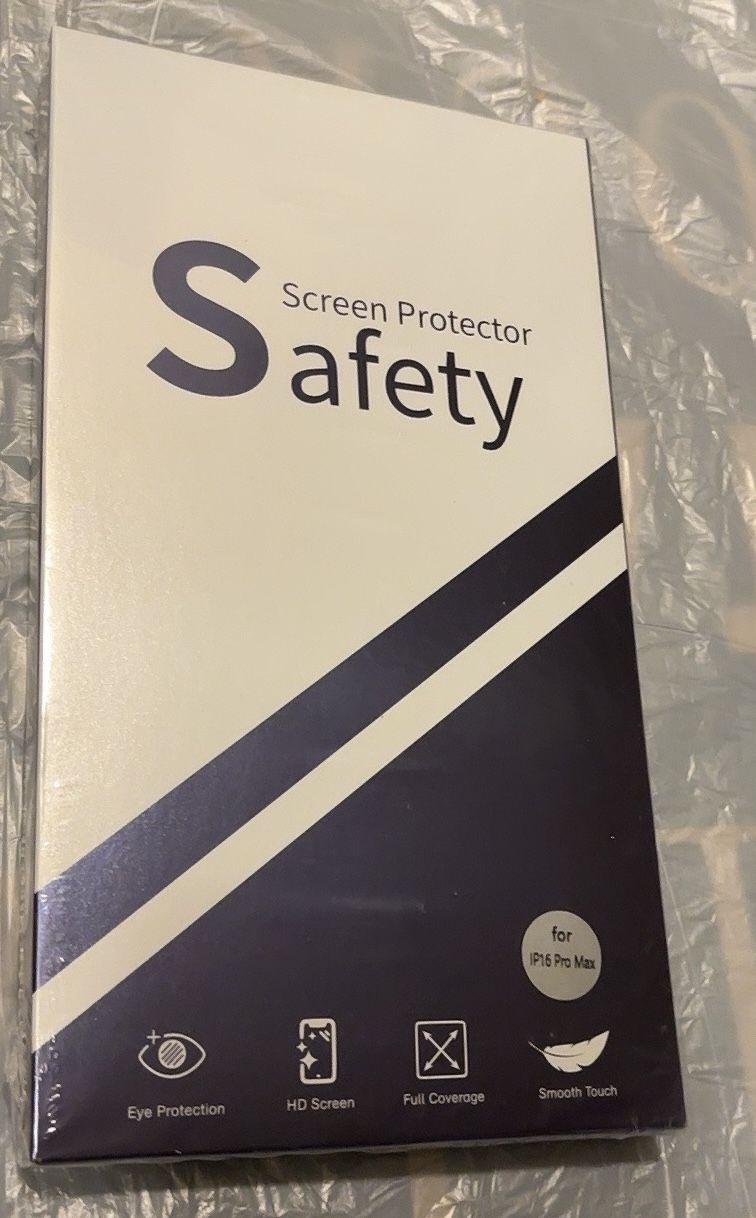 Screen Protector
Safety
for
IP16 Pro Max
Eye Protection
HD Screen
Full Coverage
Smooth Touch